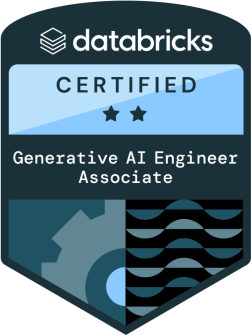 databricks
CERTIFIED
Generative AI Engineer
Associate